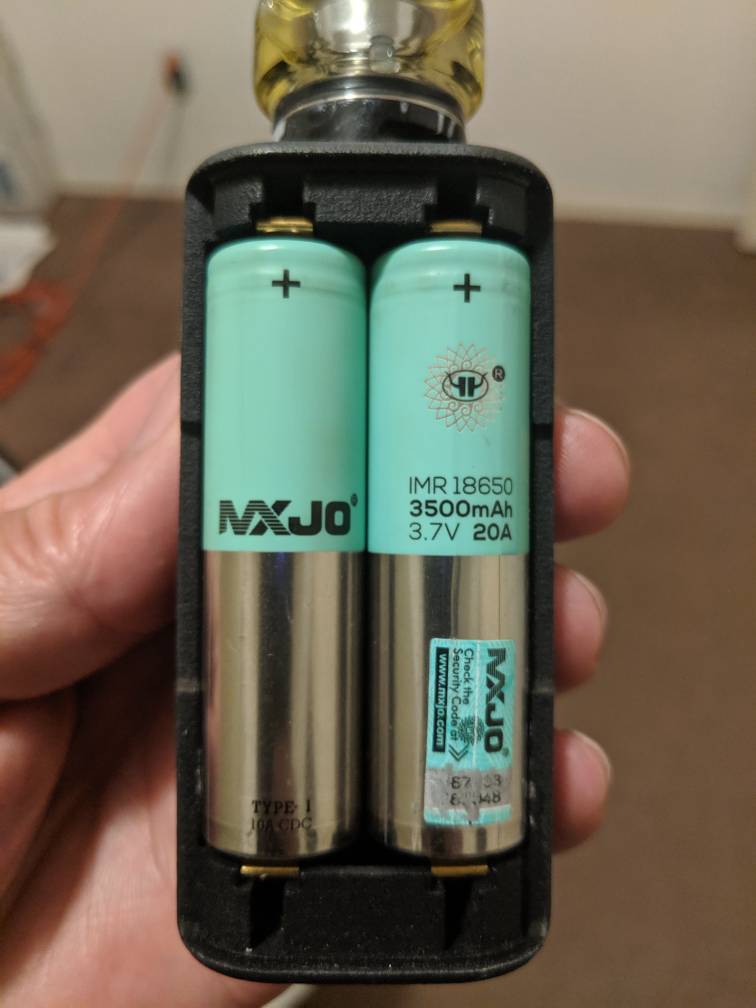 +
MXJO®
TYPE- I
10A CDC
+
®
IMR 18650
3500mAh
3.7V 20A
MXJO®
Check the
Security Code at
www.mxjo.com